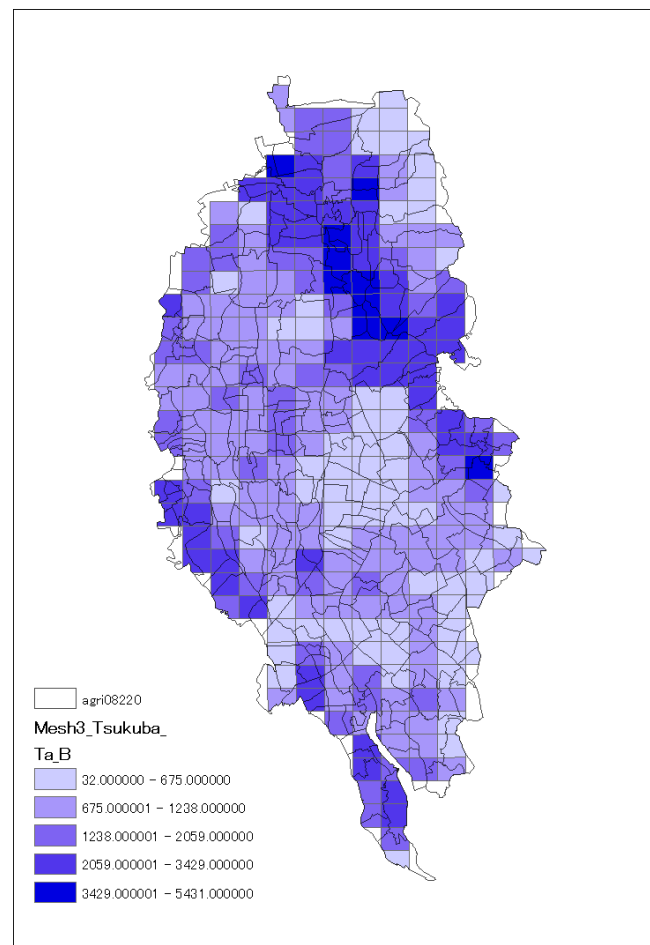 agri08220
Mesh3_Tsukuba_
Ta_B
32.000000 - 675.000000
675.000001 - 1238.000000
1238.000001 - 2059.000000
2059.000001 - 3429.000000
3429.000001 - 5431.000000